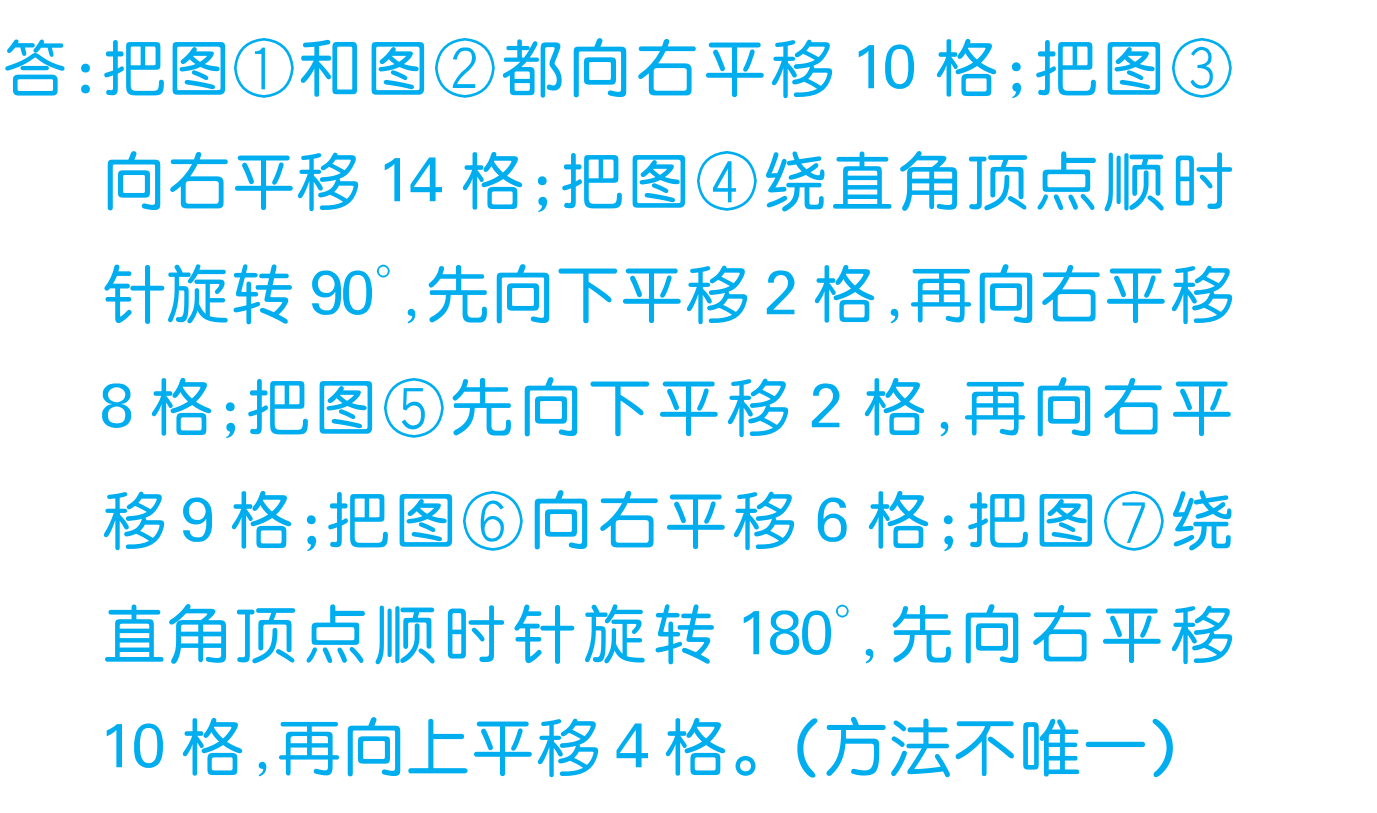 答:把图①和图②都向右平移 10 格;把图③
向右平移 14 格;把图④绕直角顶点顺时
针旋转 90°,先向下平移 2 格,再向右平移
8 格;把图⑤先向下平移 2 格,再向右平
移 9 格;把图⑥向右平移 6 格;把图⑦绕
直角顶点顺时针旋转 180°,先向右平移
10 格,再向上平移 4 格。(方法不唯一)